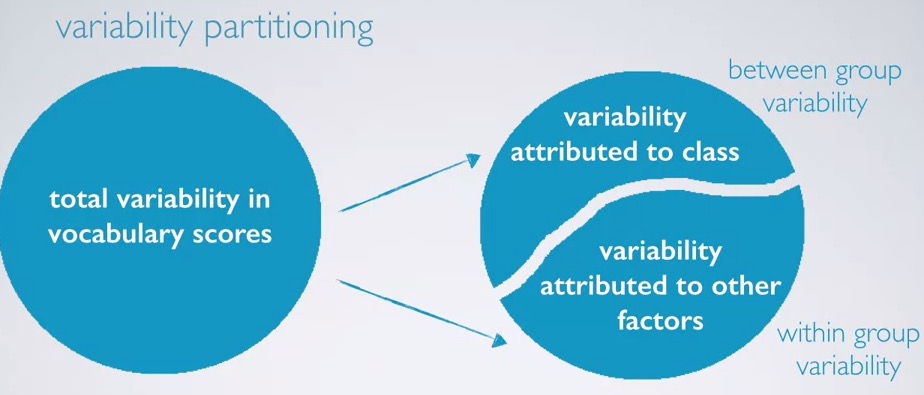 variability partitioning
total variability in
vocabulary scores
between group
variability
variability
attributed to class
variability
attributed to other
factors
within group
variability